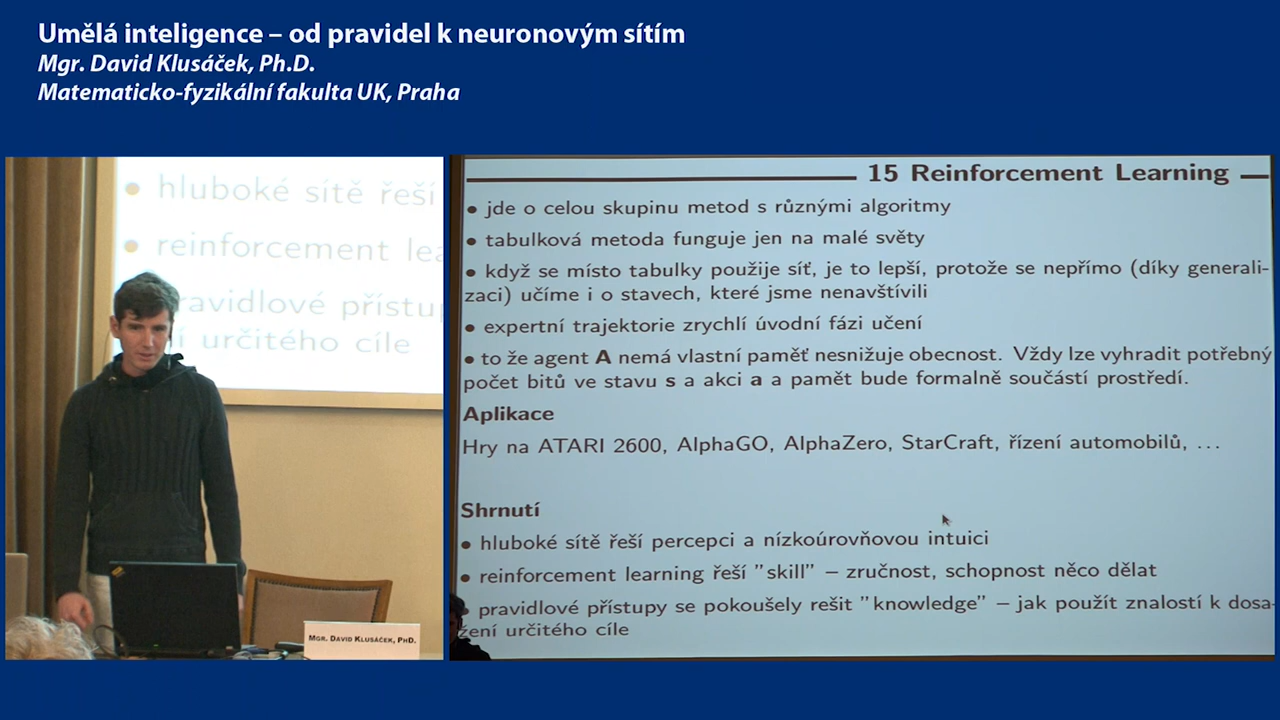 Umělá inteligence – od pravidel k neuronovým sítím
Mgr. David Klusáček, Ph.D.
Matematicko-fyzikální fakulta UK, Praha
hluboké sítě řeší
reinforcement lea
ravidlové přístup
í určitého cíle
MGR. DAVID KLUSÁČEK, PHD.
15 Reinforcement Learning
• jde o celou skupinu metod s různými algoritmy
• tabulková metoda funguje jen na malé světy
• když se místo tabulky použije síť, je to lepší, protože se nepřímo (díky generali-
zaci) učíme i o stavech, které jsme nenavštívili
• expertní trajektorie zrychlí úvodní fázi učení
• to že agent A nemá vlastní paměť nesnižuje obecnost. Vždy lze vyhradit potřebný
počet bitů ve stavu s a akci a a pamět bude formalně součástí prostředí.
Aplikace
Hry na ATARI 2600, AlphaGO, AlphaZero, StarCraft, řízení automobilů, ...
Shrnutí
• hluboké sítě řeší percepci a nízkoúrovňovou intuici
• reinforcement learning řeší "skill" – zručnost, schopnost něco dělat
pravidlové přístupy se pokoušely rešit "knowledge" – jak použít znalostí k dosa-
žení určitého cíle